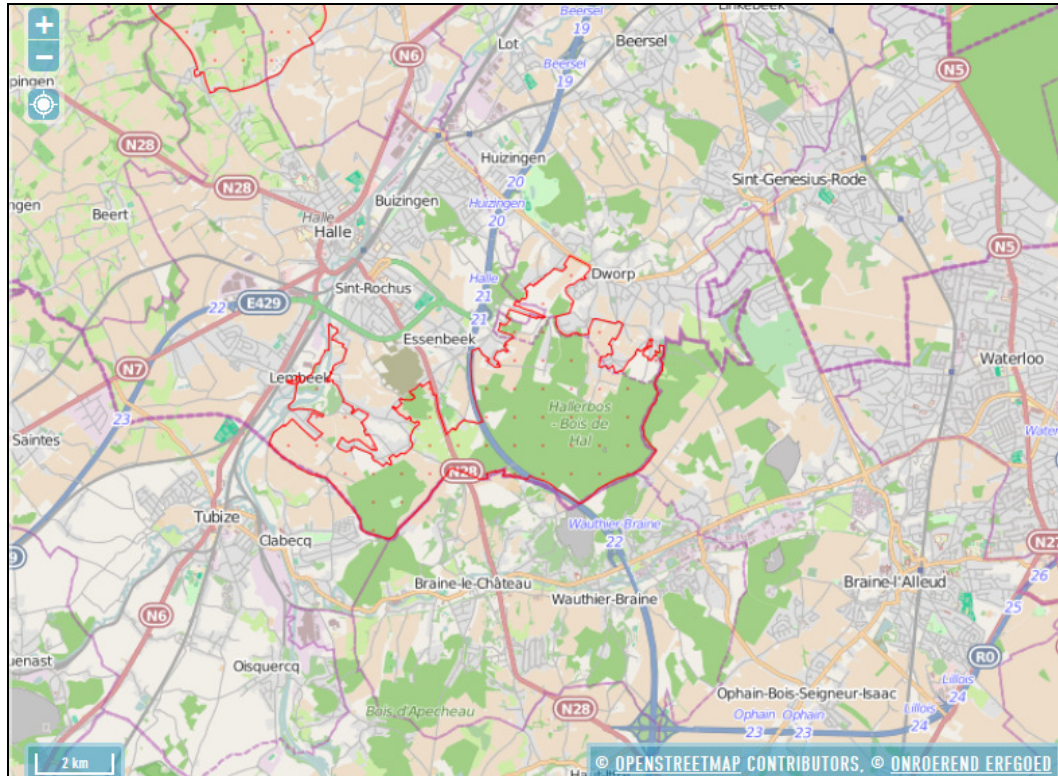 +
Beersel
19
Linkebeek
Lot
Beersel
N6
Beersel
19
N5
−
N28
Huizingen
N28
Beert
Halle
Halle
Buizingen
20
Huizingen
20
Sint-Genesius-Rode
N5
Dworp
Halle
21
21
Sint-Rochus
22
E429
Essenbeek
Waterloo
N7
Lembeek
Hallerbos
- Bois de
Hal
23
Saintes
N28
Tubize
Wauthier-Braine
22
Clabecq
N27
26
Braine-le-Château
Braine-l'Alleud
25
Wauthier-Braine
N6
R0
Oisquercq
Ophain-Bois-Seigneur-Isaac
Lillois
24
Lillois
24
Bois d'Apecheau
N28
Ophain
23
Ophain
23
2 km
© OPENSTREETMAP CONTRIBUTORS, © ONROEREND ERFGOED